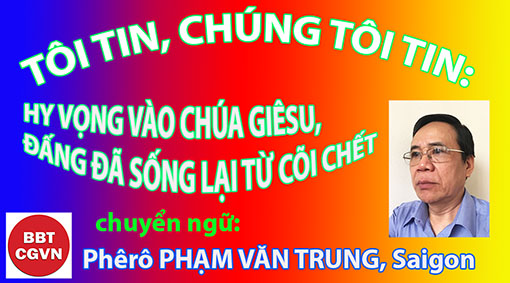 TÔI TIN, CHÚNG TÔI TIN:
HY VỌNG VÀO CHÚA GIÊSU,
ĐẤNG ĐÃ SỐNG LẠI TỪ CÕI CHẾT
chuyển ngữ:
BBT
CGVN
Phêrô PHẠM VĂN TRUNG, Saigon